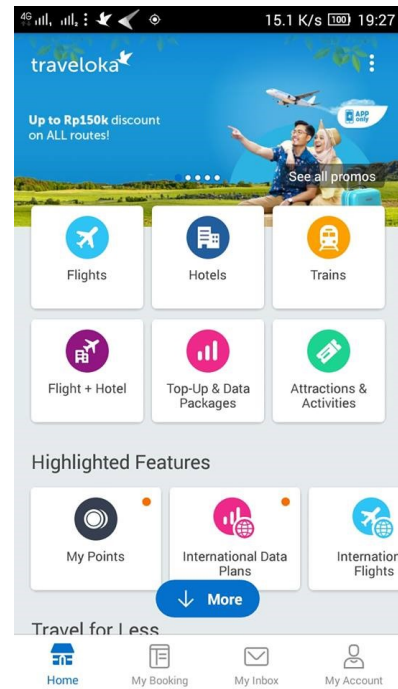 4G 15.1 K/s 100 19:27
traveloka
Up to Rp150k discount
on ALL routes!
APP
only
See all promos
Flights
Hotels
Trains
Flight + Hotel
Top-Up & Data
Packages
Attractions &
Activities
Highlighted Features
My Points
International Data
Plans
Internation
Flights
More
Travel for Less
Home
My Booking
My Inbox
My Account